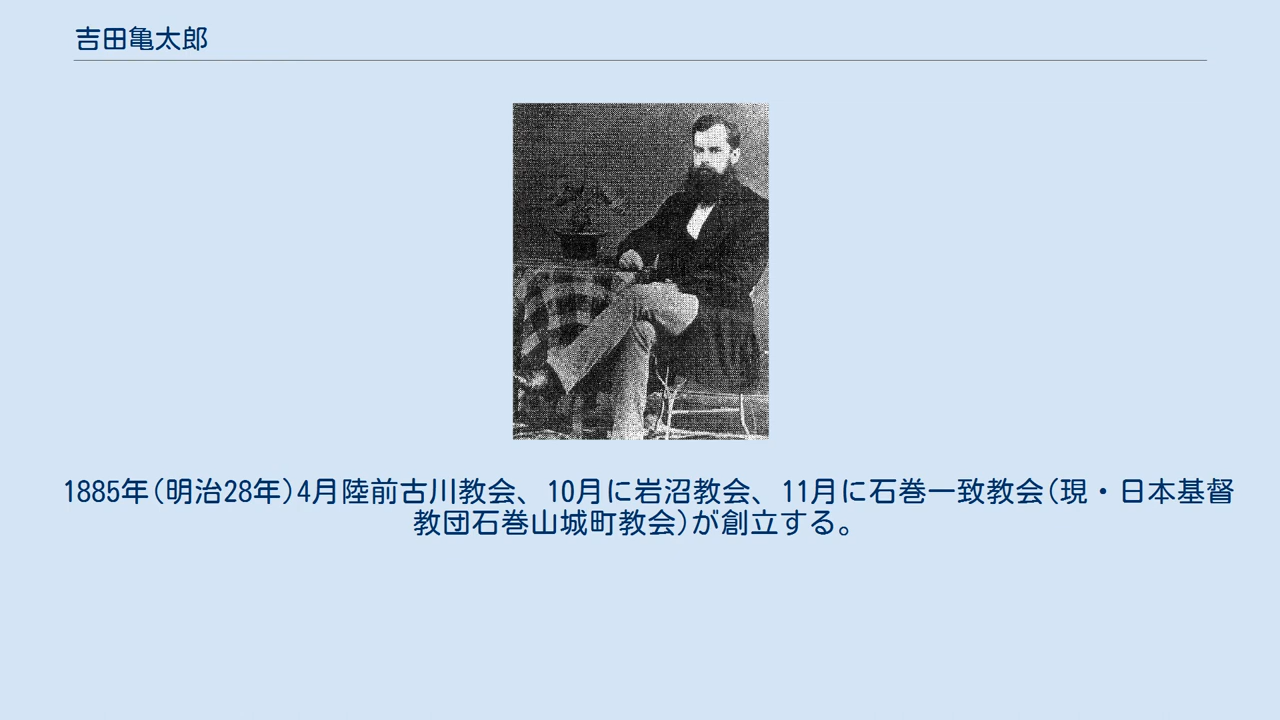 吉田亀太郎
1885年(明治28年)4月陸前古川教会、10月に岩沼教会、11月に石巻一致教会(現・日本基督
教団石巻山城町教会)が創立する。